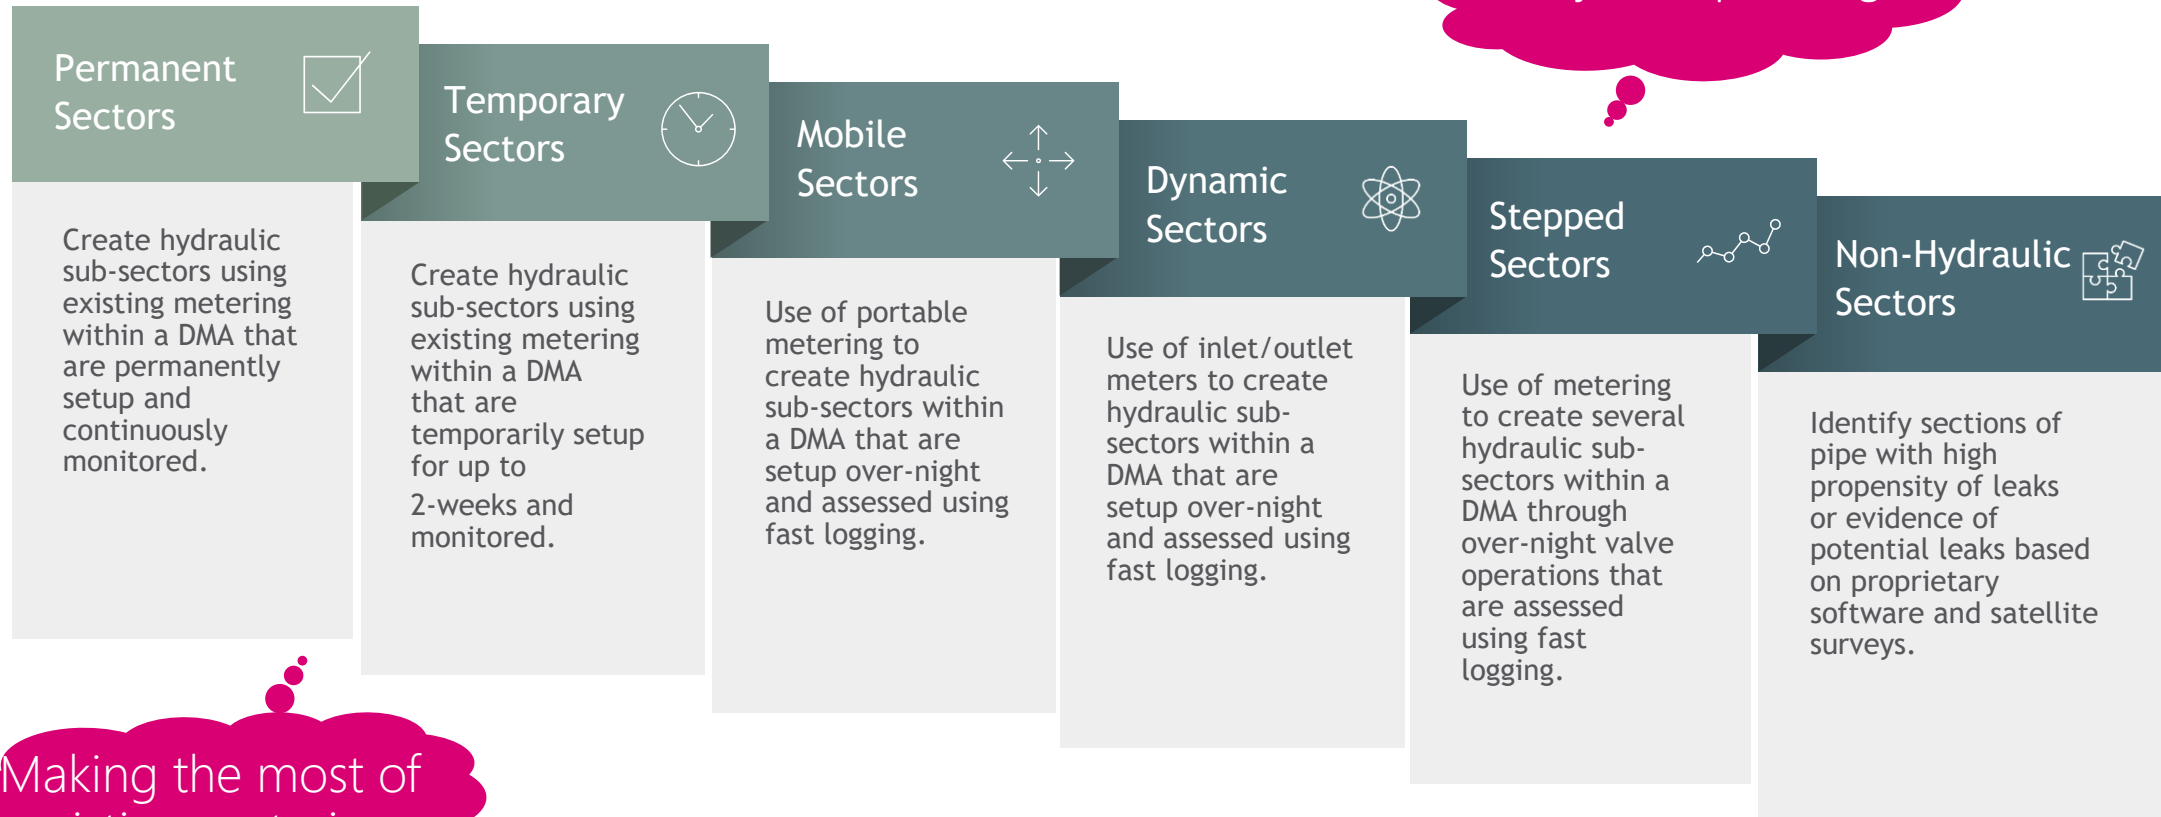 Permanent
Sectors
Create hydraulic
sub-sectors using
existing metering
within a DMA that
are permanently
setup and
continuously
monitored.
Temporary
Sectors
Create hydraulic
sub-sectors using
existing metering
within a DMA
that are
temporarily setup
for up to
2-weeks and
monitored.
Mobile
Sectors
Use of portable
metering to
create hydraulic
sub-sectors within
a DMA that are
setup over-night
and assessed using
fast logging.
Dynamic
Sectors
Use of inlet/outlet
meters to create
hydraulic sub-
sectors within a
DMA that are
setup over-night
and assessed using
fast logging.
Stepped
Sectors
Use of metering
to create several
hydraulic sub-
sectors within a
DMA through
over-night valve
operations that
are assessed
using fast
logging.
Non-Hydraulic
Sectors
Identify sections of
pipe with high
propensity of leaks
or evidence of
potential leaks based
on proprietary
software and satellite
surveys.
Making the most of